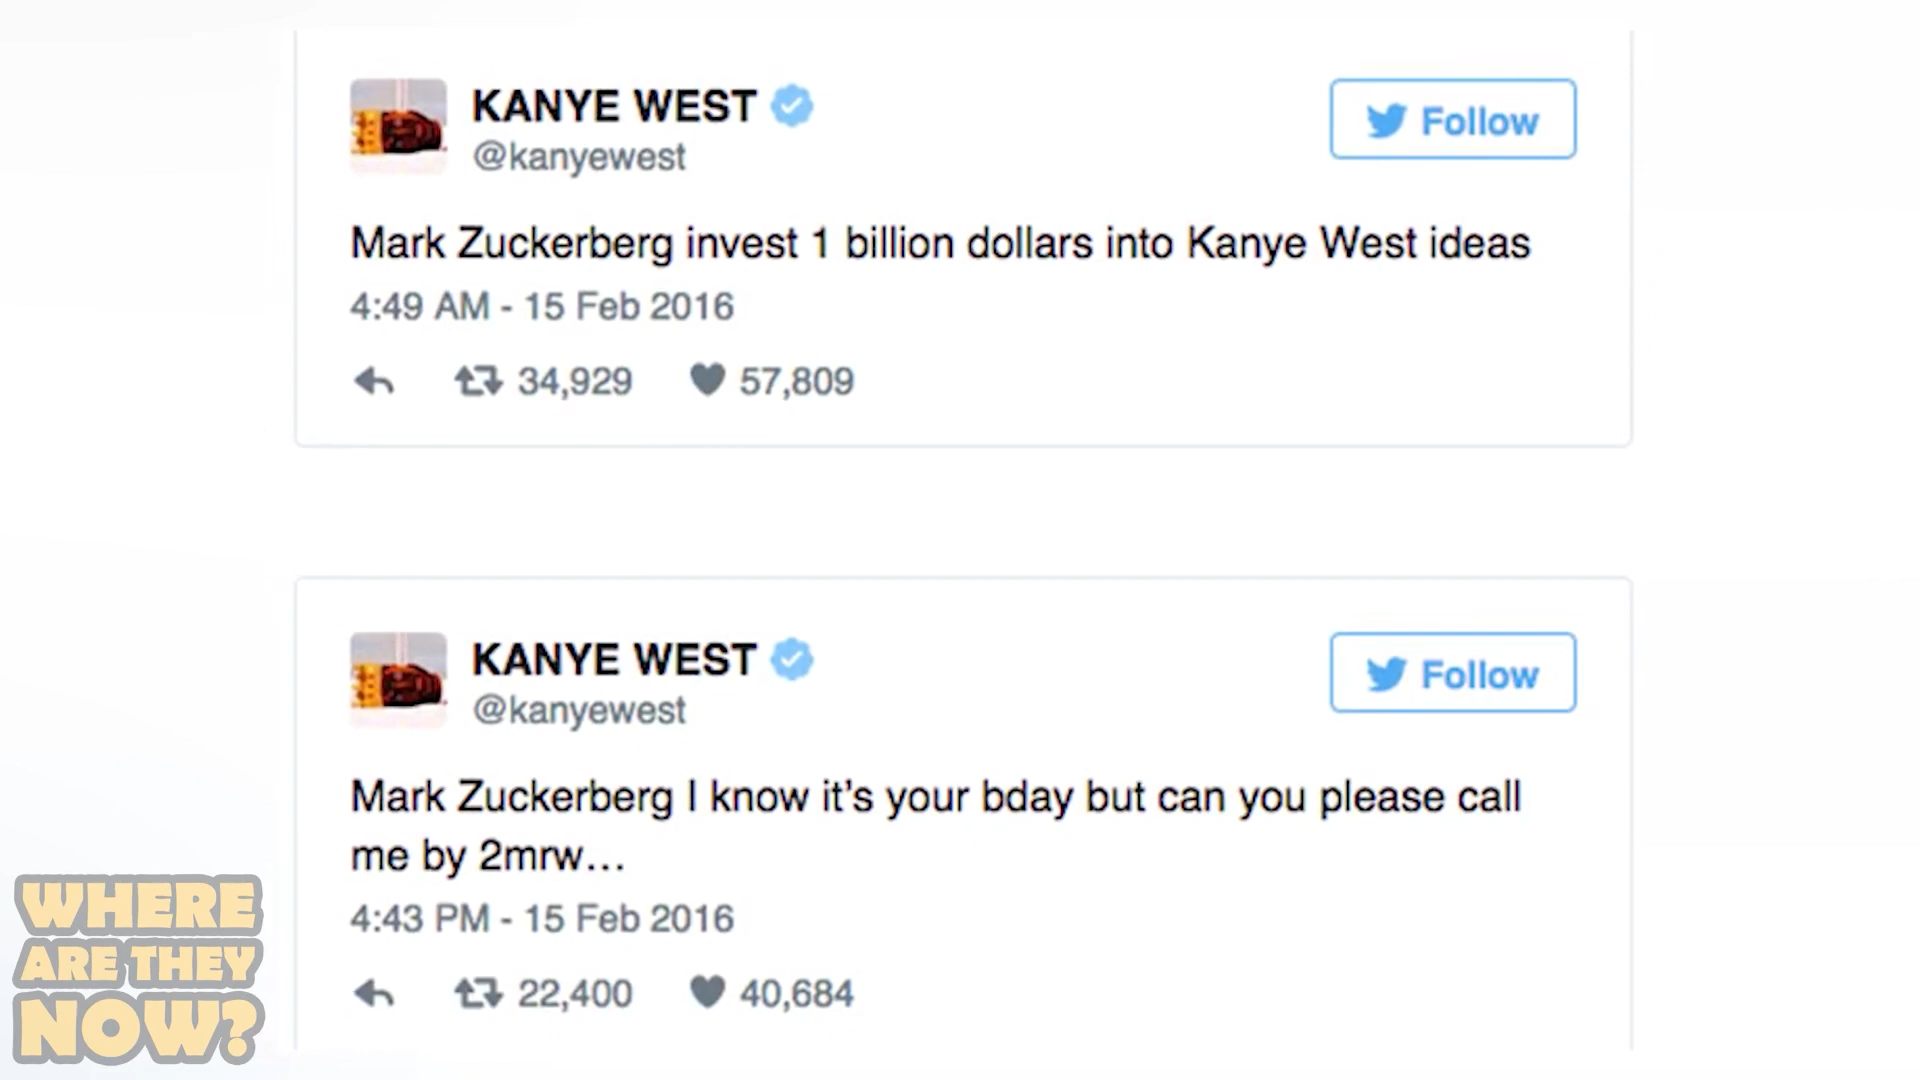 KANYE WEST
@kanyewest
Follow
Mark Zuckerberg invest 1 billion dollars into Kanye West ideas
4:49 AM - 15 Feb 2016
34,929 57,809
KANYE WEST
@kanyewest
Follow
Mark Zuckerberg I know it's your bday but can you please call
me by 2mrw...
4:43 PM - 15 Feb 2016
22,400 40,684
WHERE
ARE THEY
NOW?